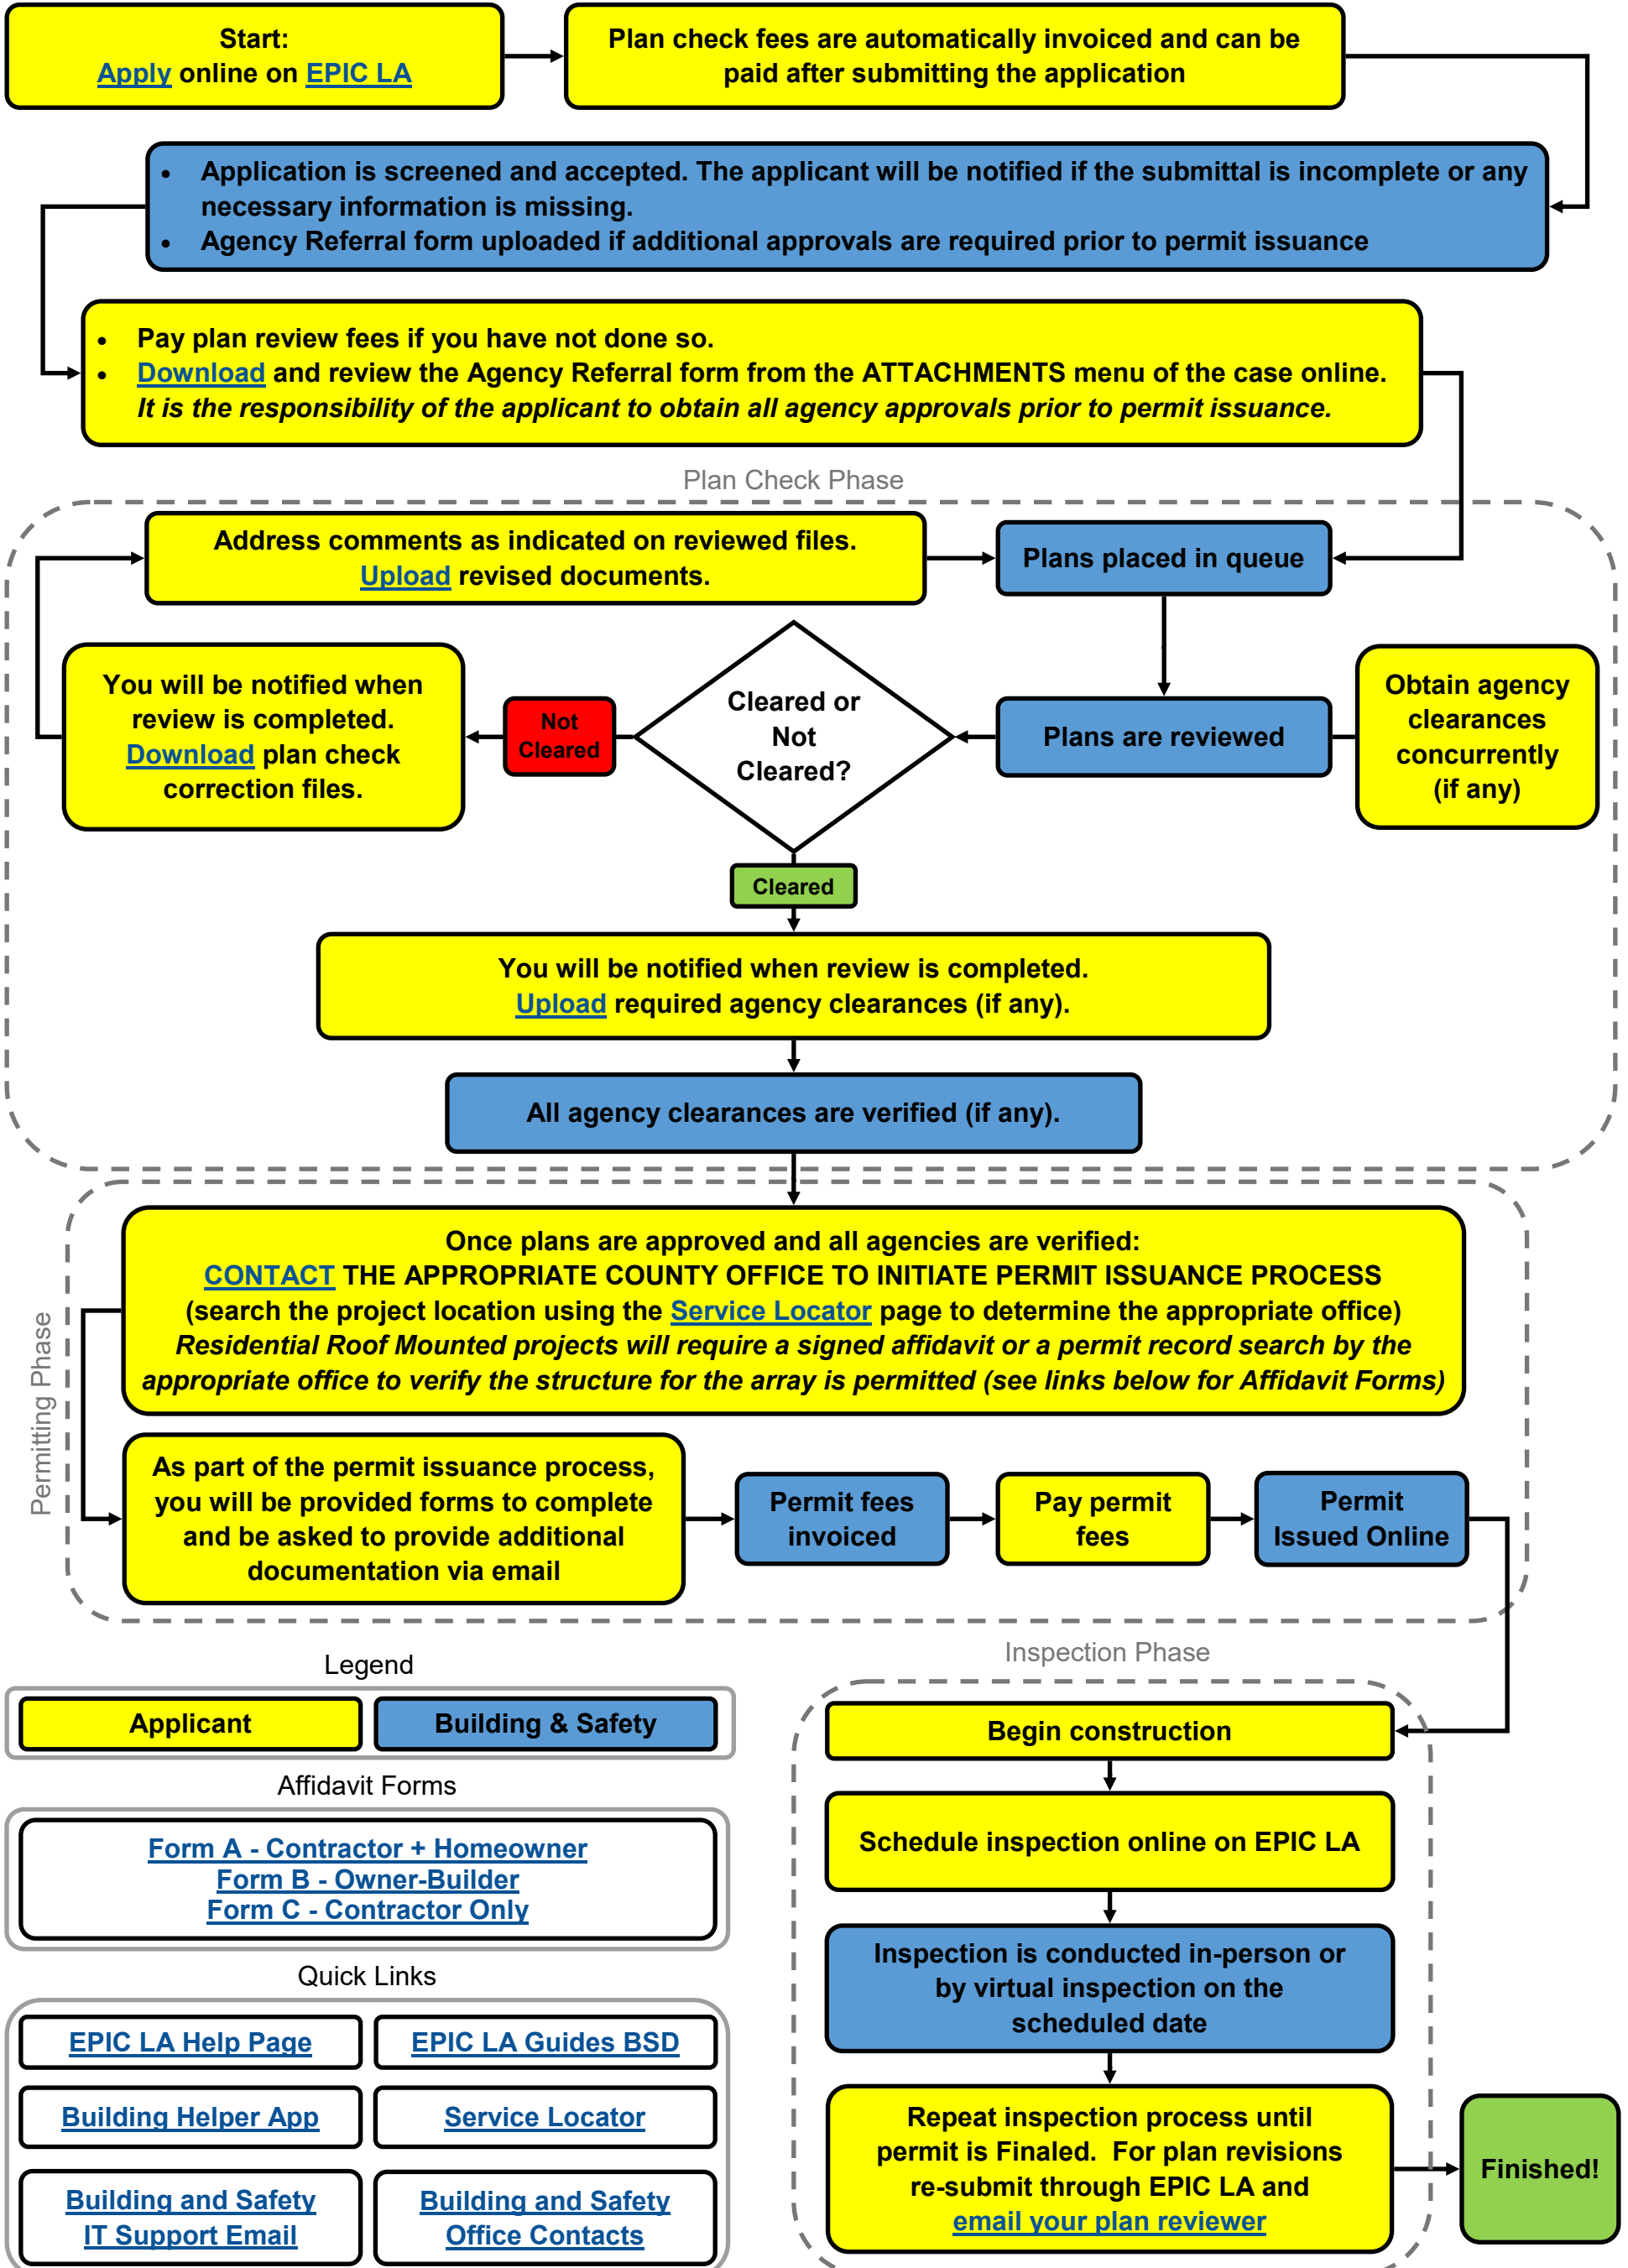 Start:
Apply online on EPIC LA
Plan check fees are automatically invoiced and can be
paid after submitting the application
• Application is screened and accepted. The applicant will be notified if the submittal is incomplete or any
necessary information is missing.
• Agency Referral form uploaded if additional approvals are required prior to permit issuance
• Pay plan review fees if you have not done so.
• Download and review the Agency Referral form from the ATTACHMENTS menu of the case online.
It is the responsibility of the applicant to obtain all agency approvals prior to permit issuance.
Plan Check Phase
Address comments as indicated on reviewed files.
Upload revised documents.
Plans placed in queue
You will be notified when
review is completed.
Download plan check
correction files.
Not
Cleared
Cleared or
Not
Cleared?
Plans are reviewed
Obtain agency
clearances
concurrently
(if any)
Cleared
You will be notified when review is completed.
Upload required agency clearances (if any).
All agency clearances are verified (if any).
Permitting Phase
Once plans are approved and all agencies are verified:
CONTACT THE APPROPRIATE COUNTY OFFICE TO INITIATE PERMIT ISSUANCE PROCESS
(search the project location using the Service Locator page to determine the appropriate office)
Residential Roof Mounted projects will require a signed affidavit or a permit record search by the
appropriate office to verify the structure for the array is permitted (see links below for Affidavit Forms)
As part of the permit issuance process,
you will be provided forms to complete
and be asked to provide additional
documentation via email
Permit fees
invoiced
Pay permit
fees
Permit
Issued Online
Legend
Applicant
Building & Safety
Affidavit Forms
Form A - Contractor + Homeowner
Form B - Owner-Builder
Form C - Contractor Only
Quick Links
EPIC LA Help Page
EPIC LA Guides BSD
Building Helper App
Service Locator
Building and Safety
IT Support Email
Building and Safety
Office Contacts
Inspection Phase
Begin construction
Schedule inspection online on EPIC LA
Inspection is conducted in-person or
by virtual inspection on the
scheduled date
Repeat inspection process until
permit is Finaled. For plan revisions
re-submit through EPIC LA and
email your plan reviewer
Finished!